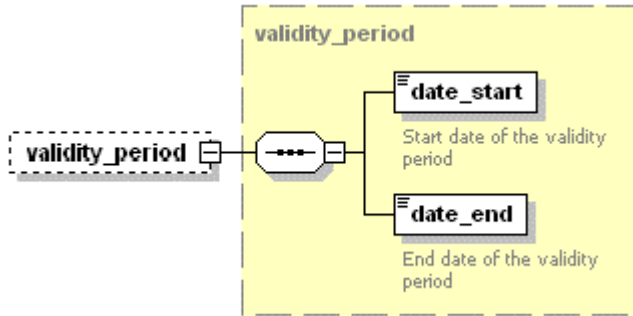 validity_period
date_start
Start date of the validity
period
validity_period
date_end
End date of the validity
period